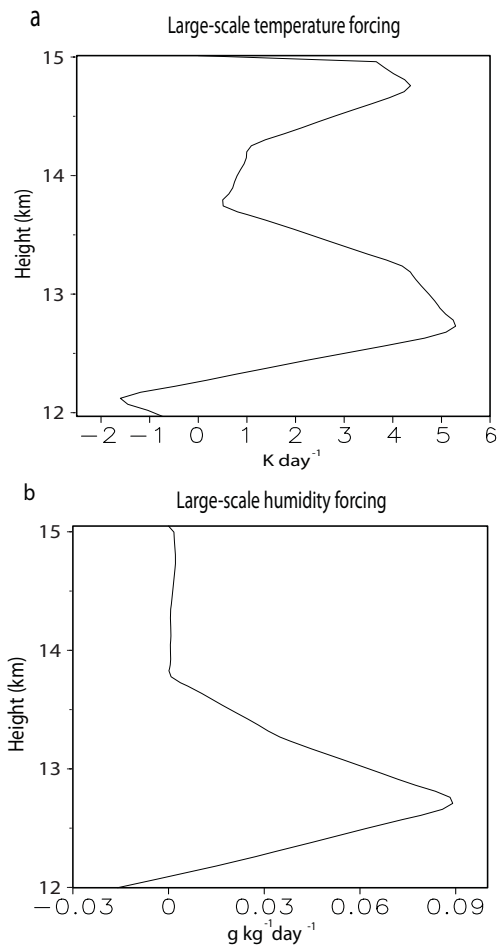 a
Large-scale temperature forcing
15
14
13
12
Height (km)
−2 −1 0 1 2 3 4 5 6
K day⁻¹
b
Large-scale humidity forcing
15
14
13
12
Height (km)
−0.03 0 0.03 0.06 0.09
g kg⁻¹day⁻¹